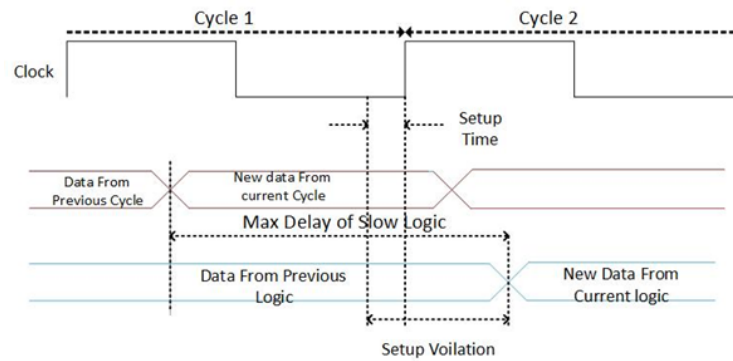 Cycle 1
Cycle 2
Clock
Setup
Time
Data From
Previous Cycle
New data From
current Cycle
Max Delay of Slow Logic
Data From Previous
Logic
New Data From
Current logic
Setup Voilation